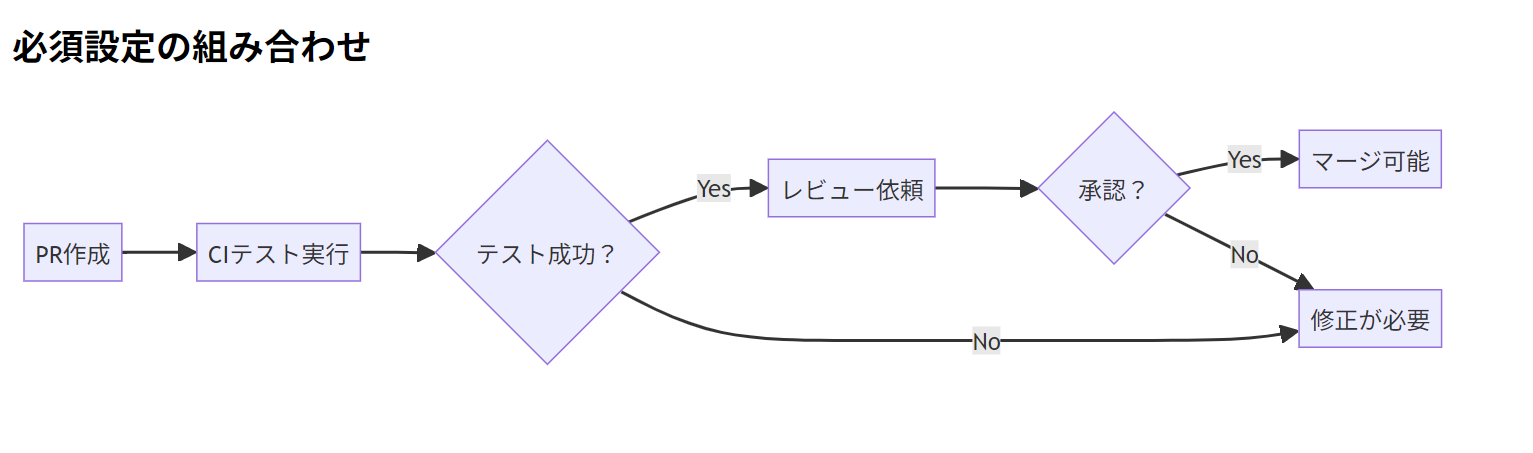 必須設定の組み合わせ
PR作成
CIテスト実行
テスト成功？
Yes
レビュー依頼
承認？
Yes
マージ可能
No
修正が必要
No